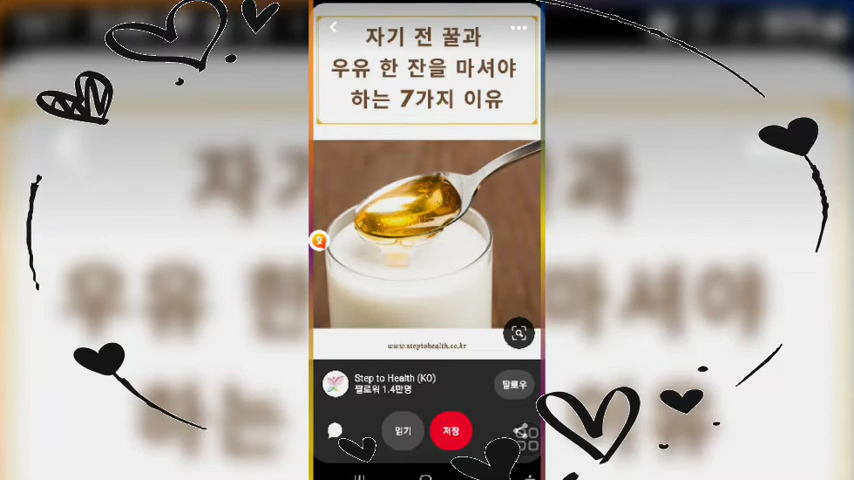 자기 전 꿀과
우유 한 잔을 마셔야
하는 7가지 이유
www.steptohealth.co.kr
Step to Health (KO)
팔로워 1.4만명
팔로우
읽기
저장